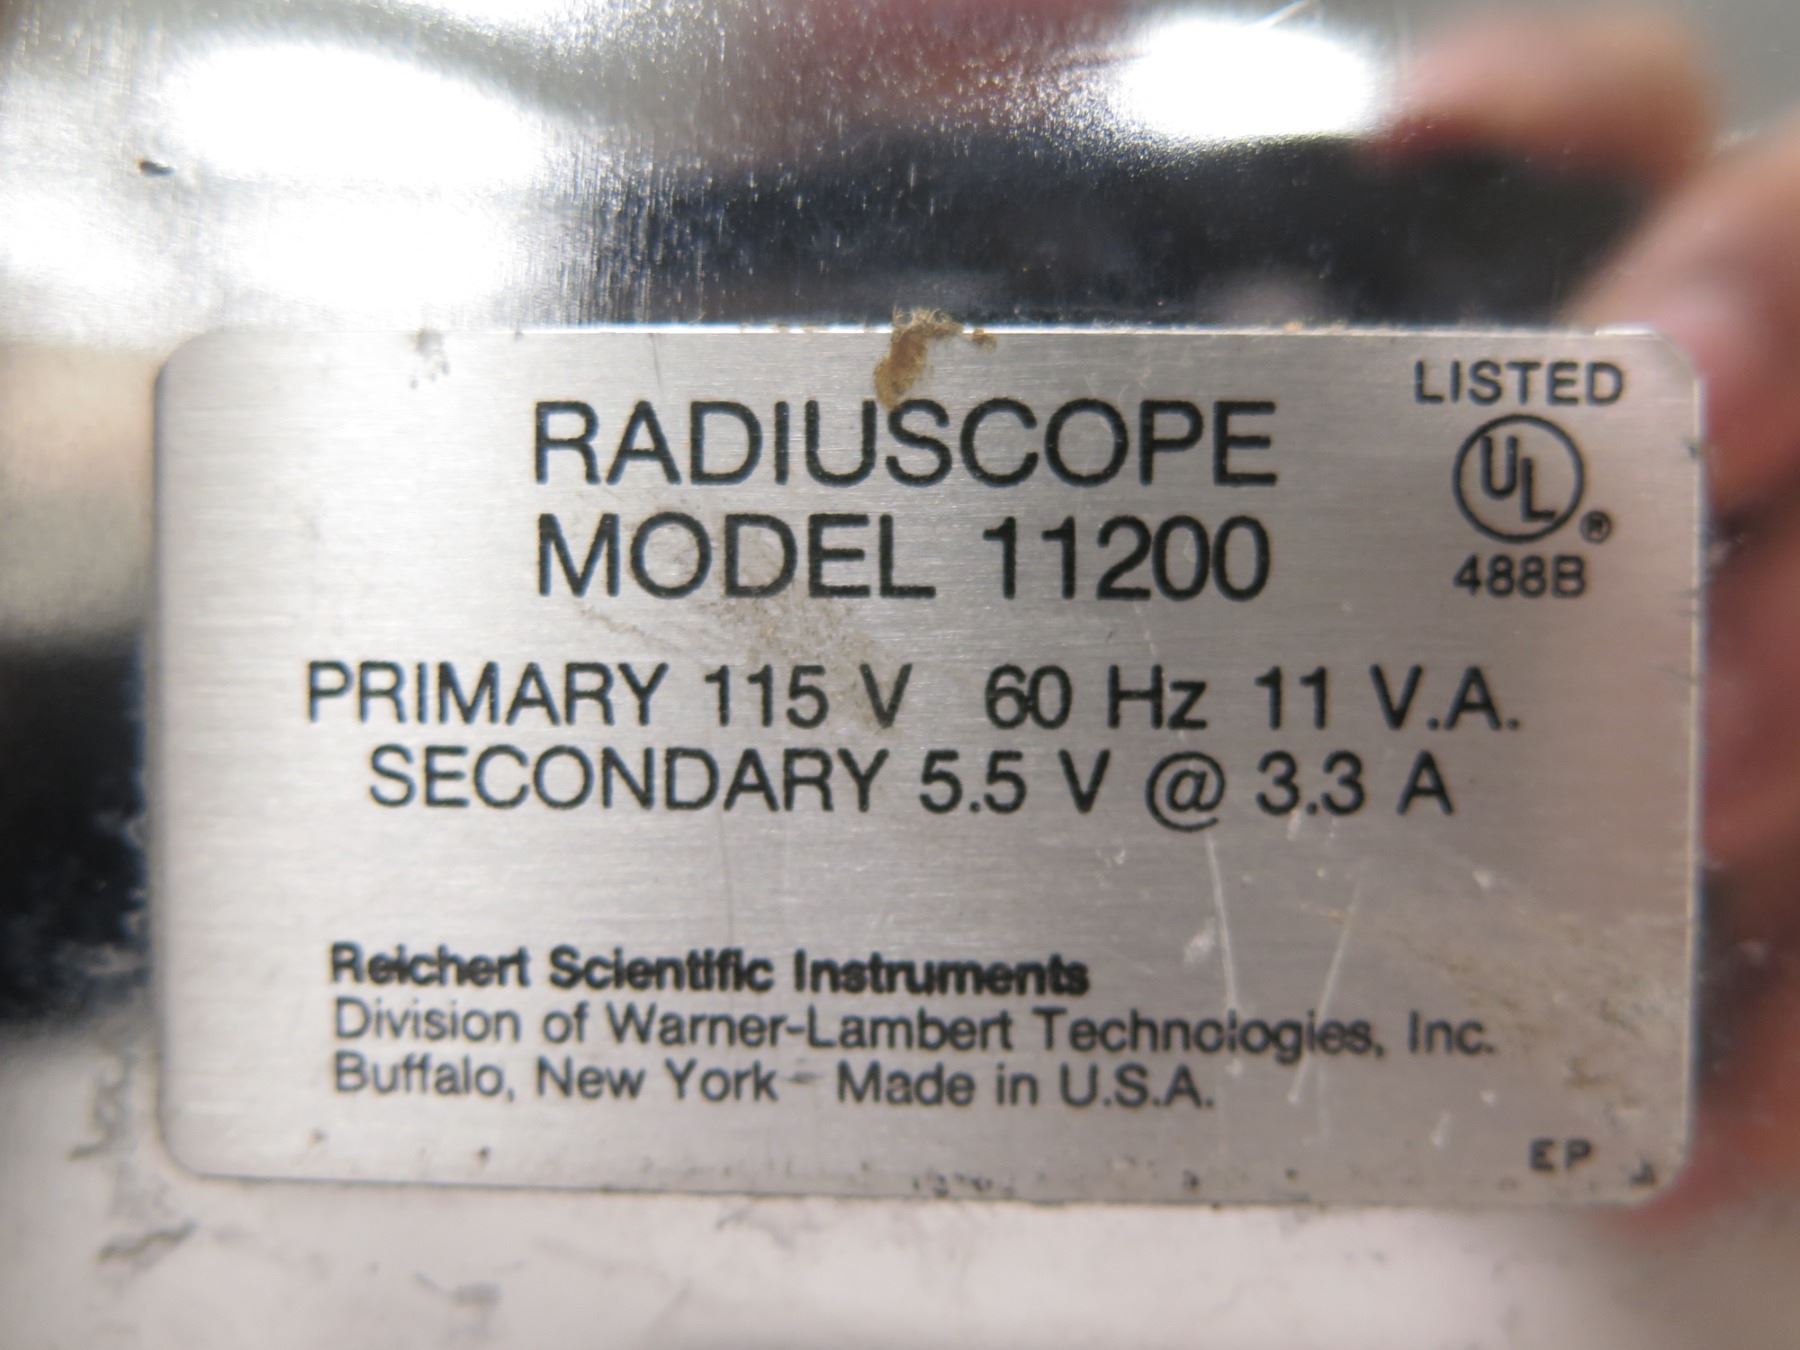 RADIUSCOPE
MODEL 11200
LISTED
UL®
488B
PRIMARY 115 V 60 Hz 11 V.A.
SECONDARY 5.5 V @ 3.3 A
Reichert Scientific Instruments
Division of Warner-Lambert Technologies, Inc.
Buffalo, New York - Made in U.S.A.
EP